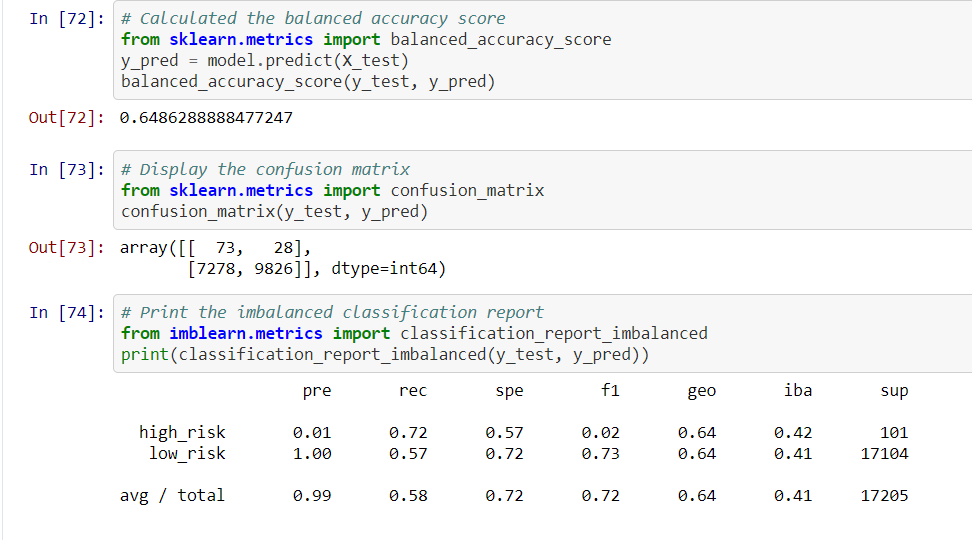 In [72]: # Calculated the balanced accuracy score
from sklearn.metrics import balanced_accuracy_score
y_pred = model.predict(X_test)
balanced_accuracy_score(y_test, y_pred)
Out[72]: 0.6486288888477247
In [73]: # Display the confusion matrix
from sklearn.metrics import confusion_matrix
confusion_matrix(y_test, y_pred)
Out[73]: array([[  73,   28],
       [7278, 9826]], dtype=int64)
In [74]: # Print the imbalanced classification report
from imblearn.metrics import classification_report_imbalanced
print(classification_report_imbalanced(y_test, y_pred))
pre rec spe f1 geo iba sup
high_risk 0.01 0.72 0.57 0.02 0.64 0.42 101
low_risk 1.00 0.57 0.72 0.73 0.64 0.41 17104
avg / total 0.99 0.58 0.72 0.72 0.64 0.41 17205